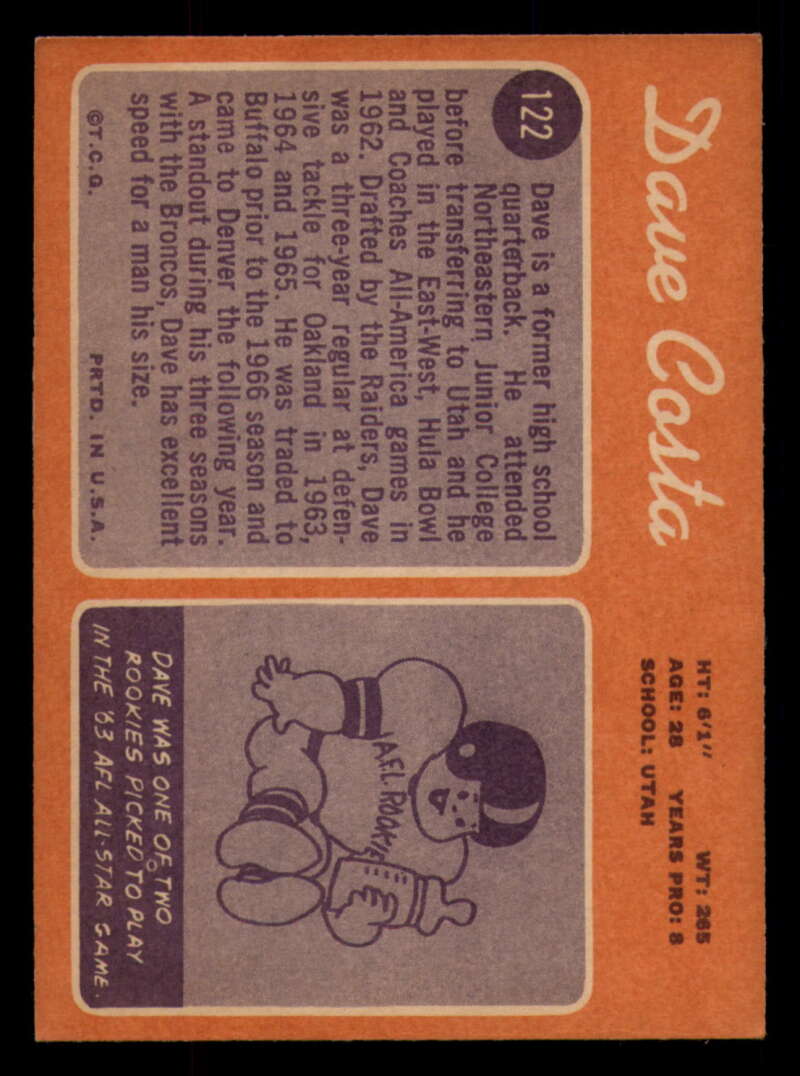 Dave Costa
HT: 6'1" WT: 265
AGE: 28 YEARS PRO: 8
SCHOOL: UTAH
122
Dave is a former high school
quarterback. He attended
Northeastern Junior College
before transferring to Utah and he
played in the East-West, Hula Bowl
and Coaches All-America games in
1962. Drafted by the Raiders, Dave
was a three-year regular at defen-
sive tackle for Oakland in 1963,
1964 and 1965. He was traded to
Buffalo prior to the 1966 season and
came to Denver the following year.
A standout during his three seasons
with the Broncos, Dave has excellent
speed for a man his size.
©T.C.G. PRTD. IN U.S.A.
A.F.L. ROOKIE
DAVE WAS ONE OF TWO
ROOKIES PICKED TO PLAY
IN THE '63 AFL ALL-STAR GAME.